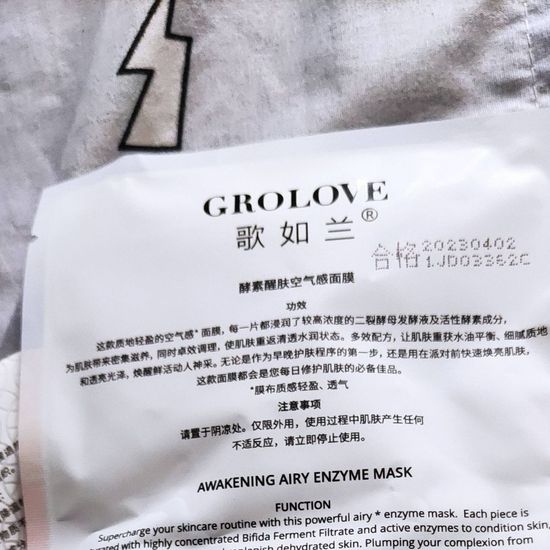 GROLOVE
歌如兰®
合格 20230402
1JD03362C
酵素醒肤空气感面膜
功效
这款质地轻盈的空气感*面膜，每一片都浸润了较高浓度的二裂酵母发酵液及活性酵素成分，
为肌肤带来密集滋养，同时卓效调理，使肌肤重返清透水润状态。多效配方，让肌肤重获水油平衡、细腻质地
和透亮光泽，焕醒鲜活动人神采。无论是作为早晚护肤程序的第一步，还是用在派对前快速焕亮肌肤，
这款面膜都会是您每日修护肌肤的必备佳品。
*膜布质感轻盈、透气
注意事项
请置于阴凉处。仅限外用，使用过程中肌肤产生任何
不适反应，请立即停止使用。
AWAKENING AIRY ENZYME MASK
FUNCTION
Supercharge your skincare routine with this powerful airy * enzyme mask. Each piece is
with highly concentrated Bifida Ferment Filtrate and active enzymes to condition skin,
replenish dehydrated skin. Plumping your complexion from